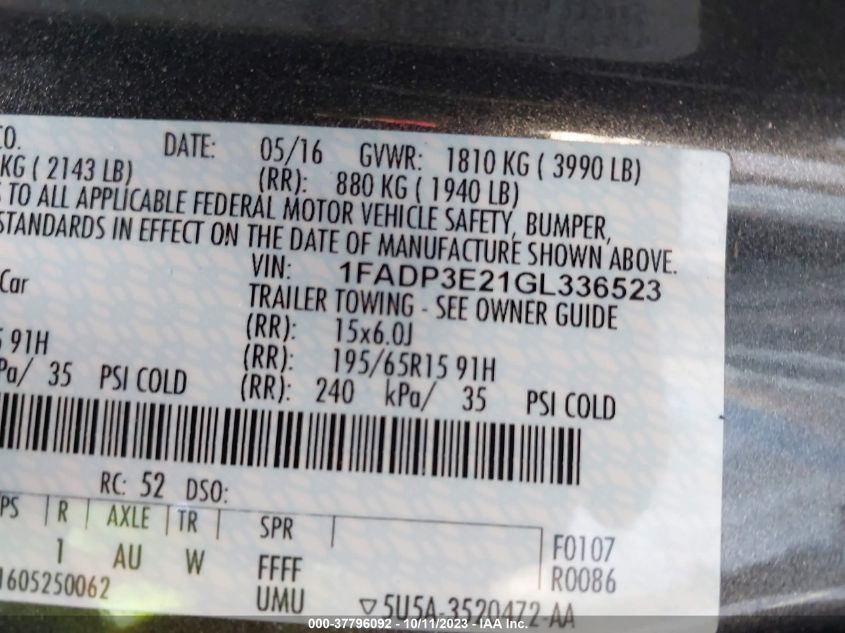 CO. DATE: 05/16 GVWR: 1810 KG ( 3990 LB)
KG ( 2143 LB) (RR): 880 KG ( 1940 LB)
TO ALL APPLICABLE FEDERAL MOTOR VEHICLE SAFETY, BUMPER,
STANDARDS IN EFFECT ON THE DATE OF MANUFACTURE SHOWN ABOVE.
VIN: 1FADP3E21GL336523
Car TRAILER TOWING - SEE OWNER GUIDE
(RR): 15x6.0J
91H (RR): 195/65R15 91H
Pa/ 35 PSI COLD (RR): 240 kPa/ 35 PSI COLD
RC: 52 DSO:
PS R AXLE TR SPR
1 AU W FFFF F0107
1605250062 UMU R0086
▽5U5A-3520472-AA
000-37796092 - 10/11/2023 - IAA Inc.